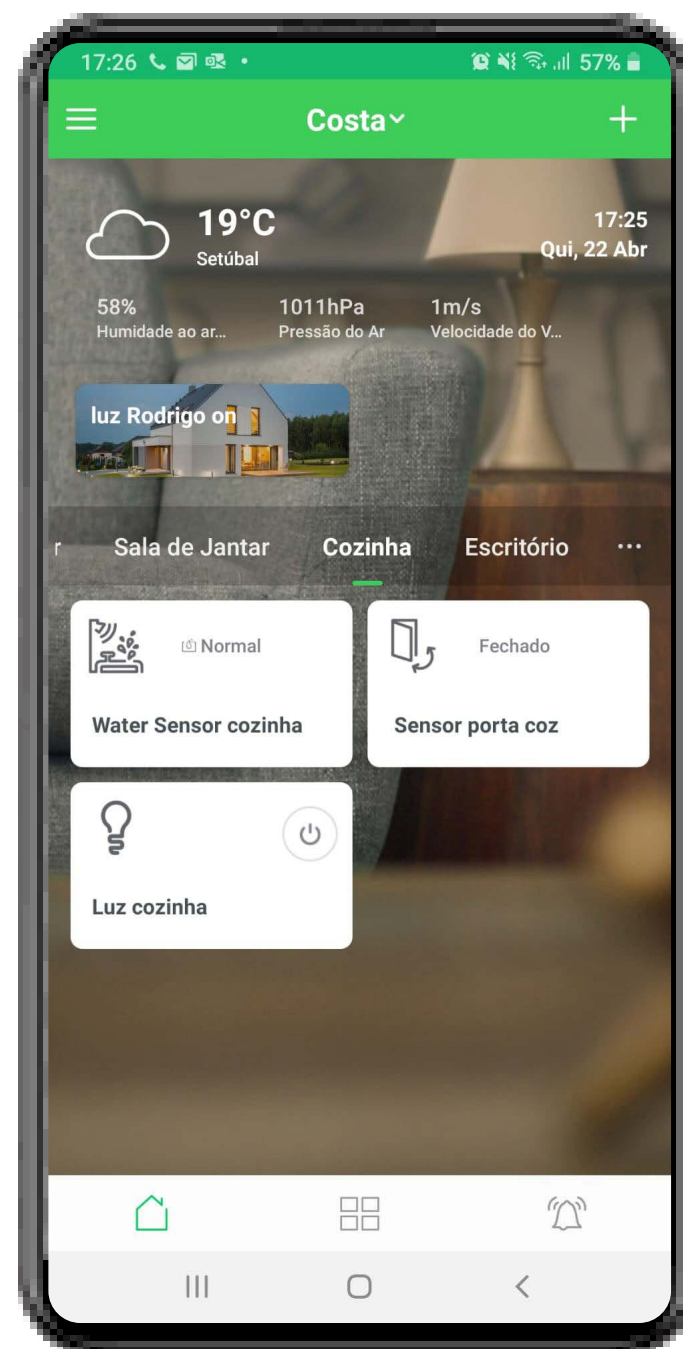 17:26 57%
Costa
19°C
Setúbal
17:25
Qui, 22 Abr
58% 1011hPa 1m/s
Humidade ao ar... Pressão do Ar Velocidade do V...
luz Rodrigo on
r Sala de Jantar Cozinha Escritório ...
Normal
Water Sensor cozinha
Fechado
Sensor porta coz
Luz cozinha